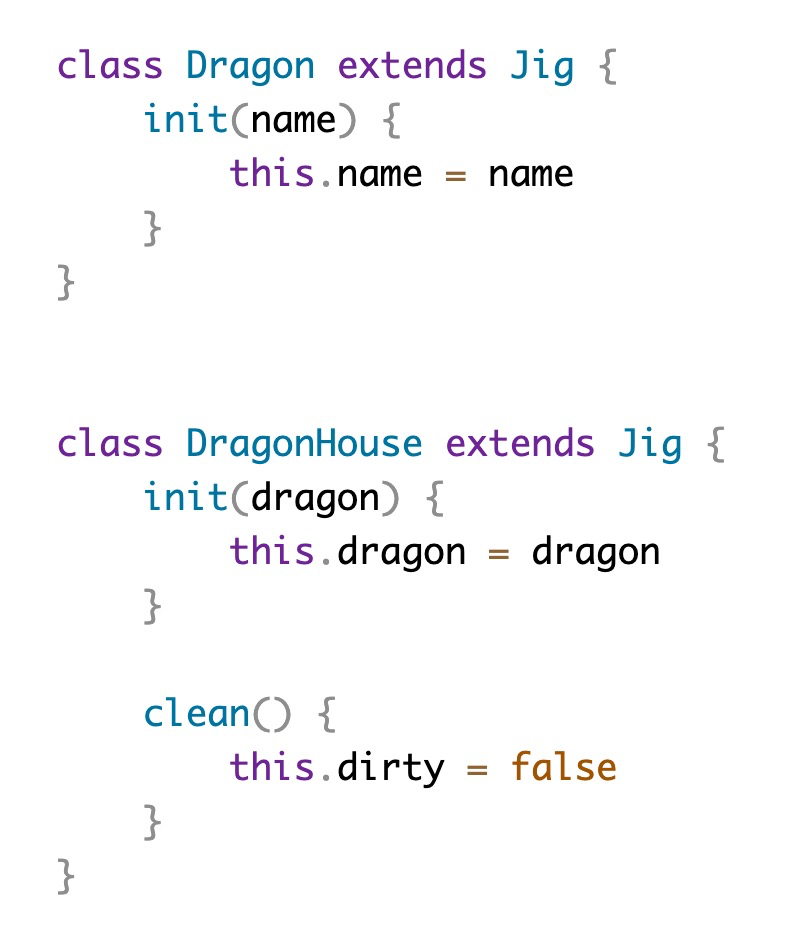 class Dragon extends Jig {
    init(name) {
        this.name = name
    }
}
class DragonHouse extends Jig {
    init(dragon) {
        this.dragon = dragon
    }
    clean() {
        this.dirty = false
    }
}